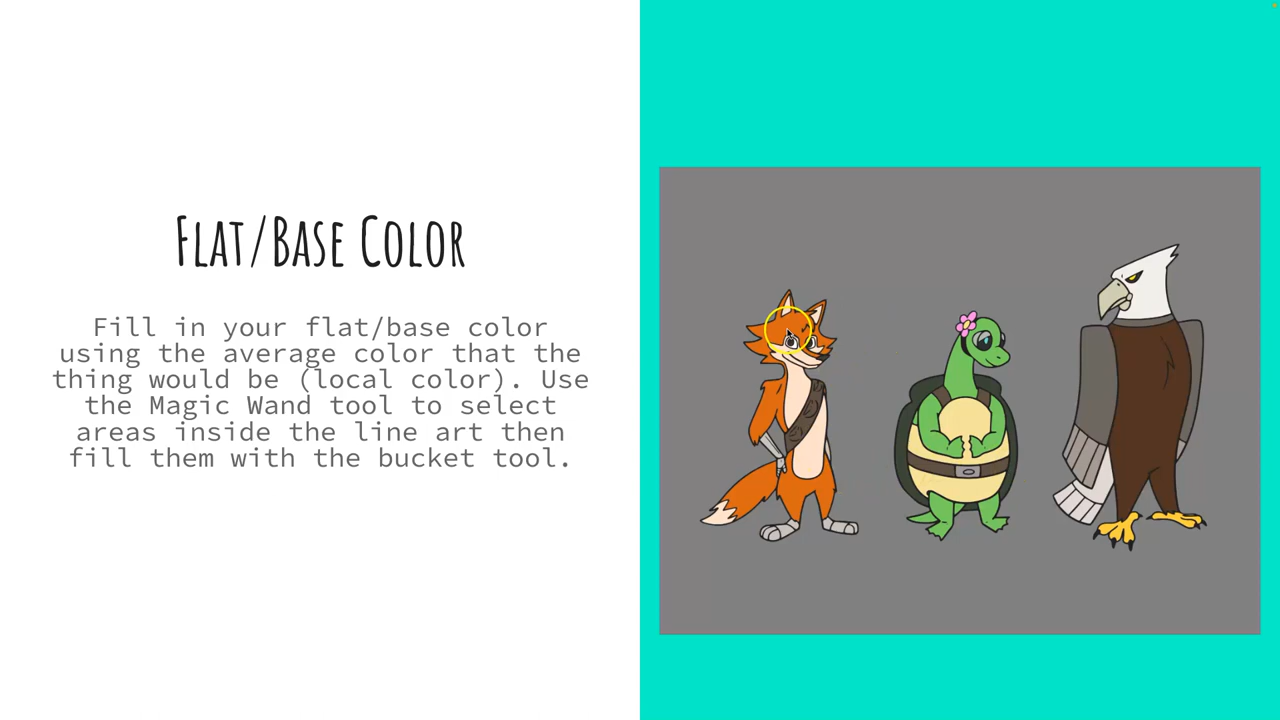 Flat/Base Color
Fill in your flat/base color
using the average color that the
thing would be (local color). Use
the Magic Wand tool to select
areas inside the line art then
fill them with the bucket tool.